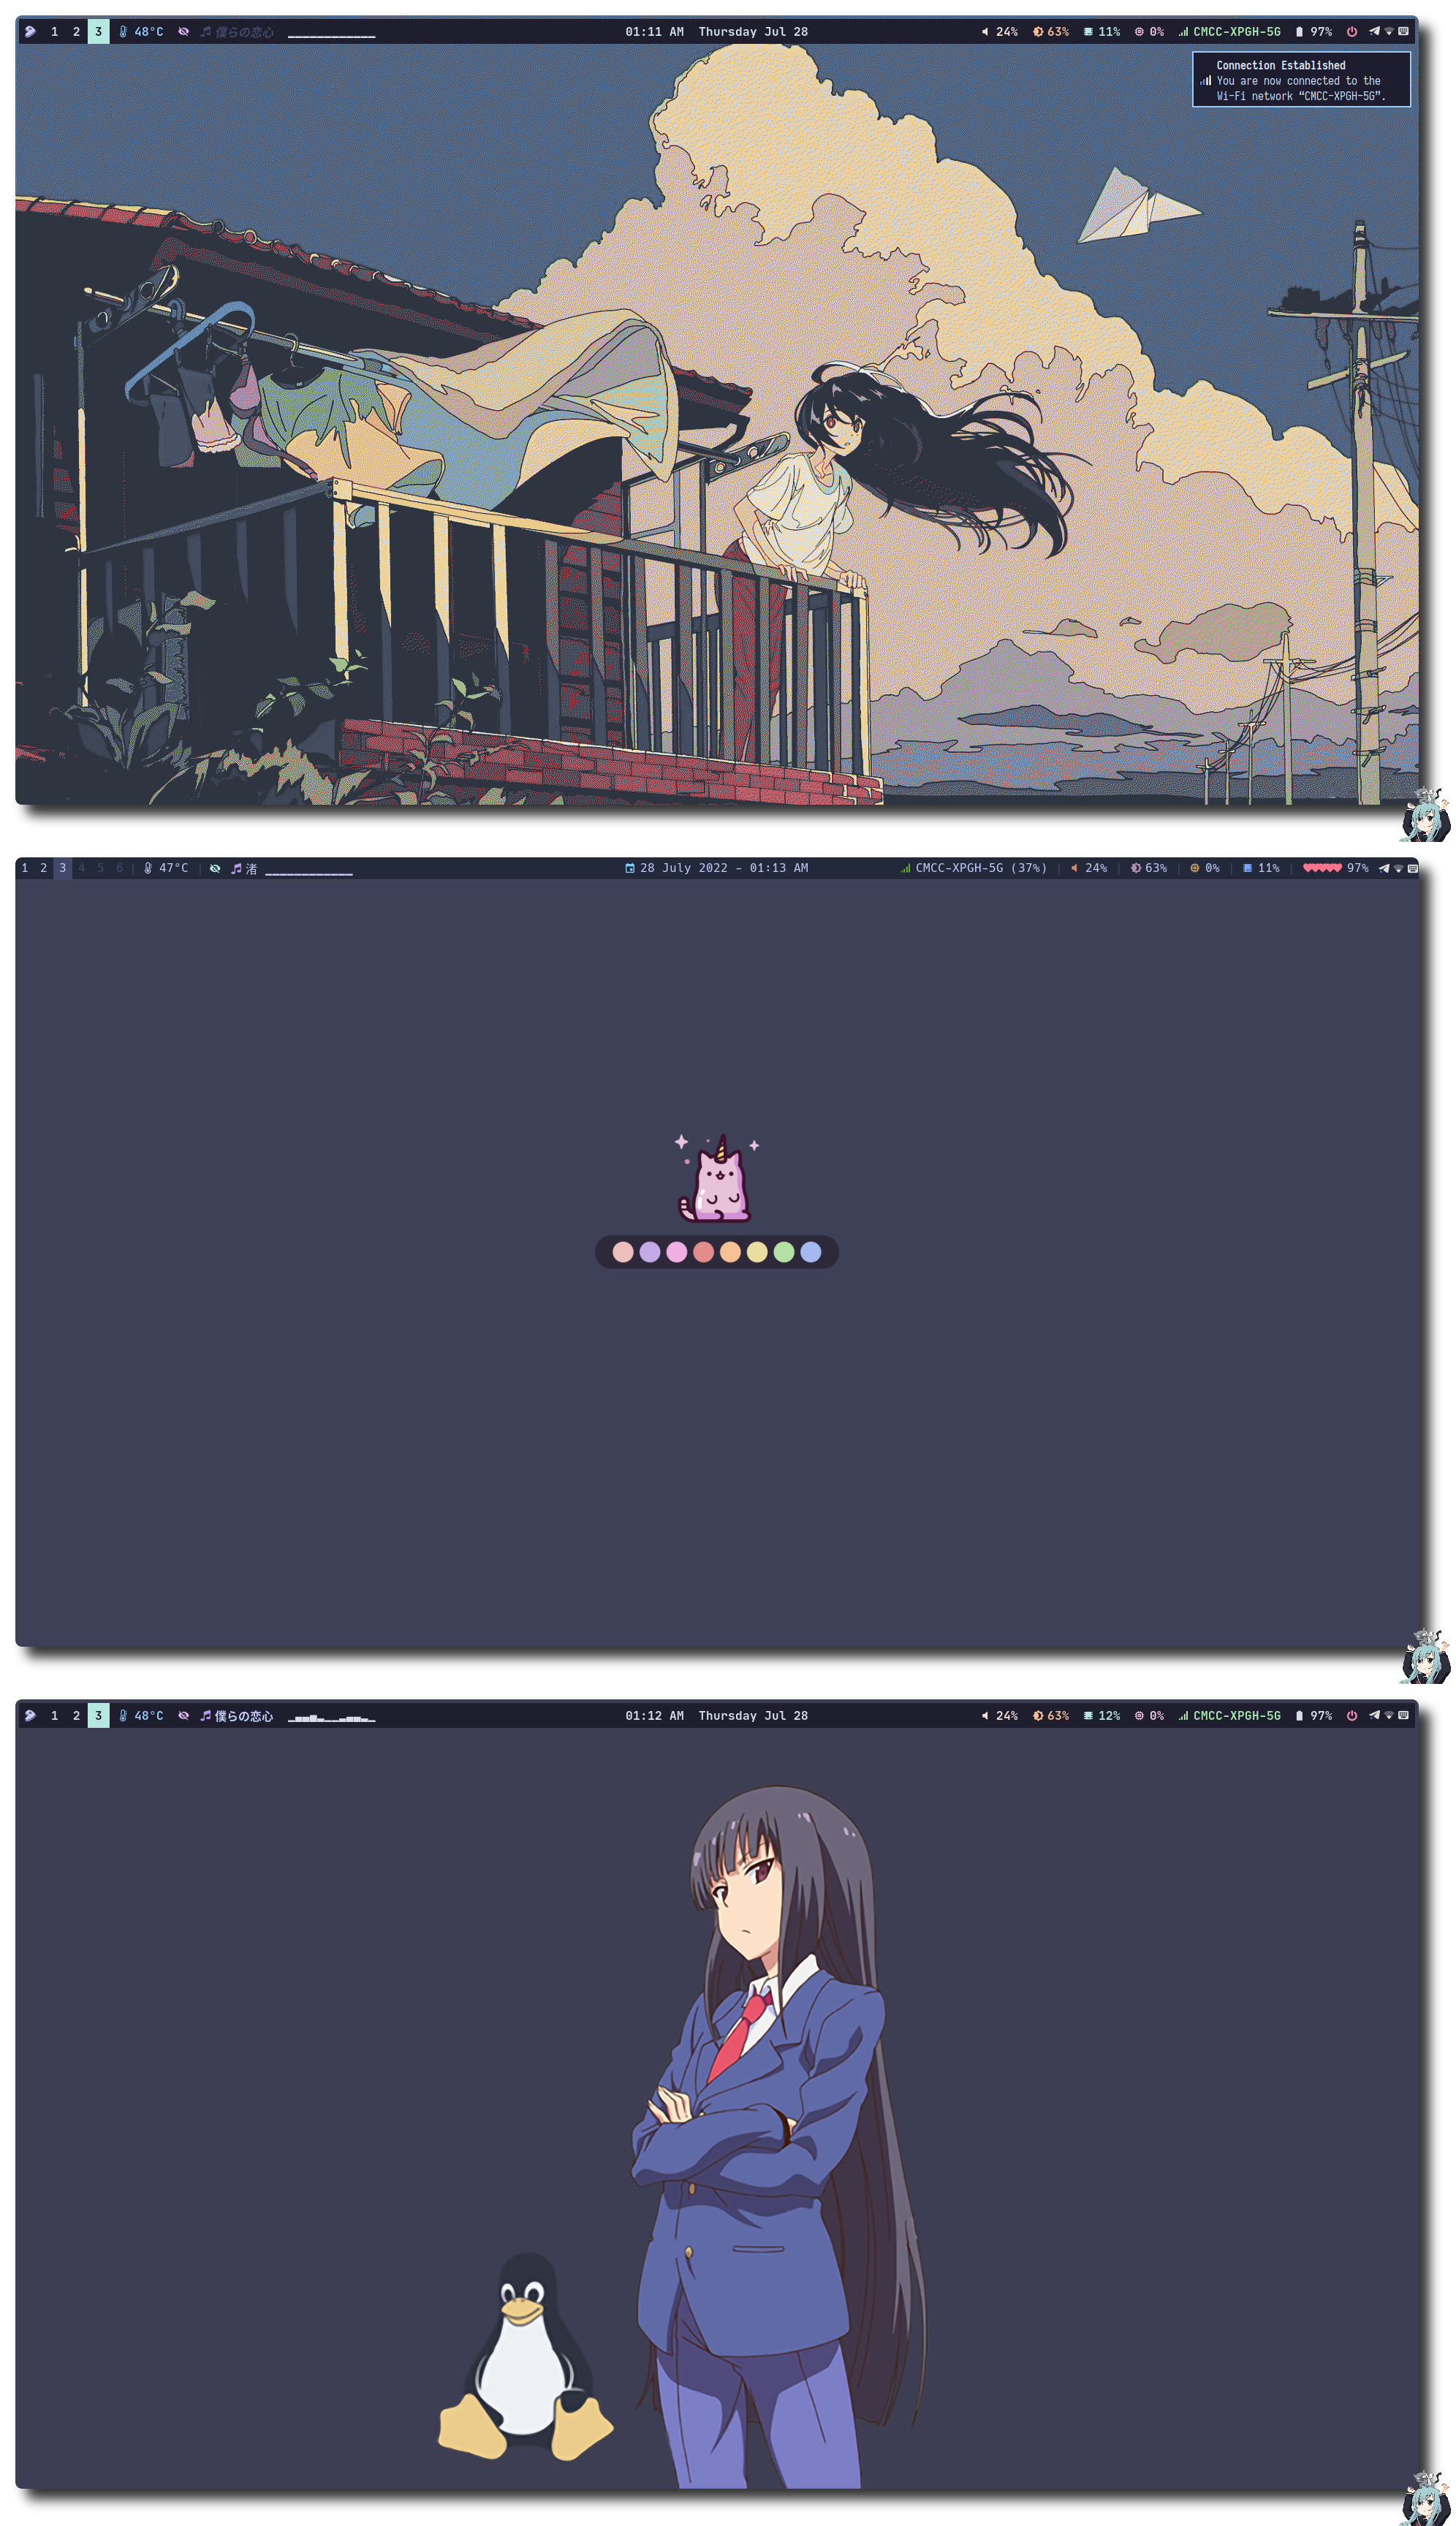 1 2 3 48°C 僕らの恋心 01:11 AM Thursday Jul 28 24% 63% 11% 0% CMCC-XPGH-5G 97%
Connection Established
You are now connected to the
Wi-Fi network “CMCC-XPGH-5G”.
1 2 3 4 5 6 | 47°C | 渚 28 July 2022 - 01:13 AM CMCC-XPGH-5G (37%) | 24% | 63% | 0% | 11% | 97%
1 2 3 48°C 僕らの恋心 01:12 AM Thursday Jul 28 24% 63% 12% 0% CMCC-XPGH-5G 97%